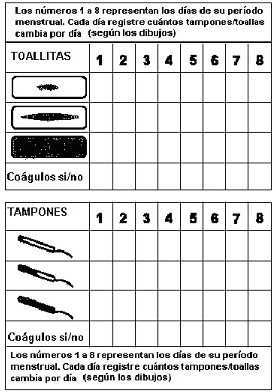 Los números 1 a 8 representan los días de su período
menstrual. Cada día registre cuántos tampones/toallas
cambia por día (según los dibujos)
TOALLITAS 1 2 3 4 5 6 7 8
Coágulos si/no
TAMPONES 1 2 3 4 5 6 7 8
Coágulos si/no
Los números 1 a 8 representan los días de su período
menstrual. Cada día registre cuántos tampones/toallas
cambia por día (según los dibujos)